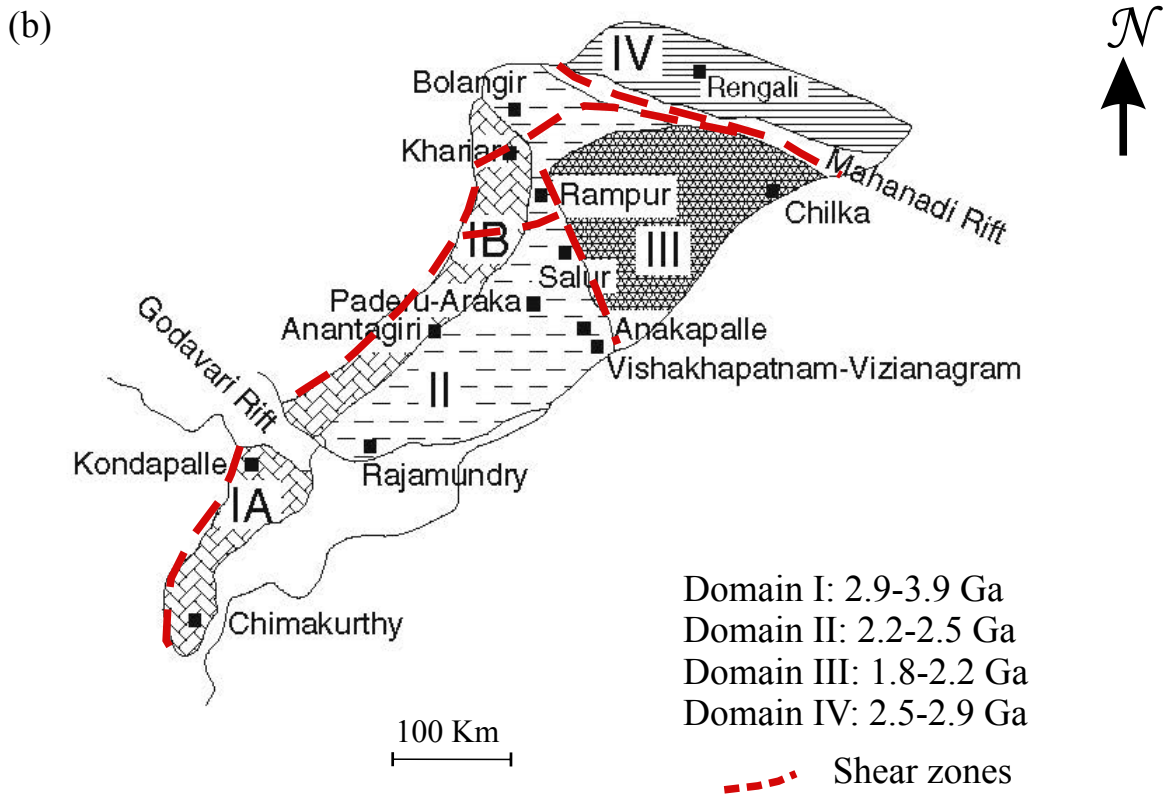 (b)
N
IV
Rengali
Bolangir
Khariar
Mahanadi Rift
Rampur
Chilka
IB
III
Salur
Paderu-Araka
Anantagiri
Anakapalle
Vishakhapatnam-Vizianagram
Godavari Rift
II
Kondapalle
Rajamundry
IA
Chimakurthy
Domain I: 2.9-3.9 Ga
Domain II: 2.2-2.5 Ga
Domain III: 1.8-2.2 Ga
Domain IV: 2.5-2.9 Ga
100 Km
Shear zones